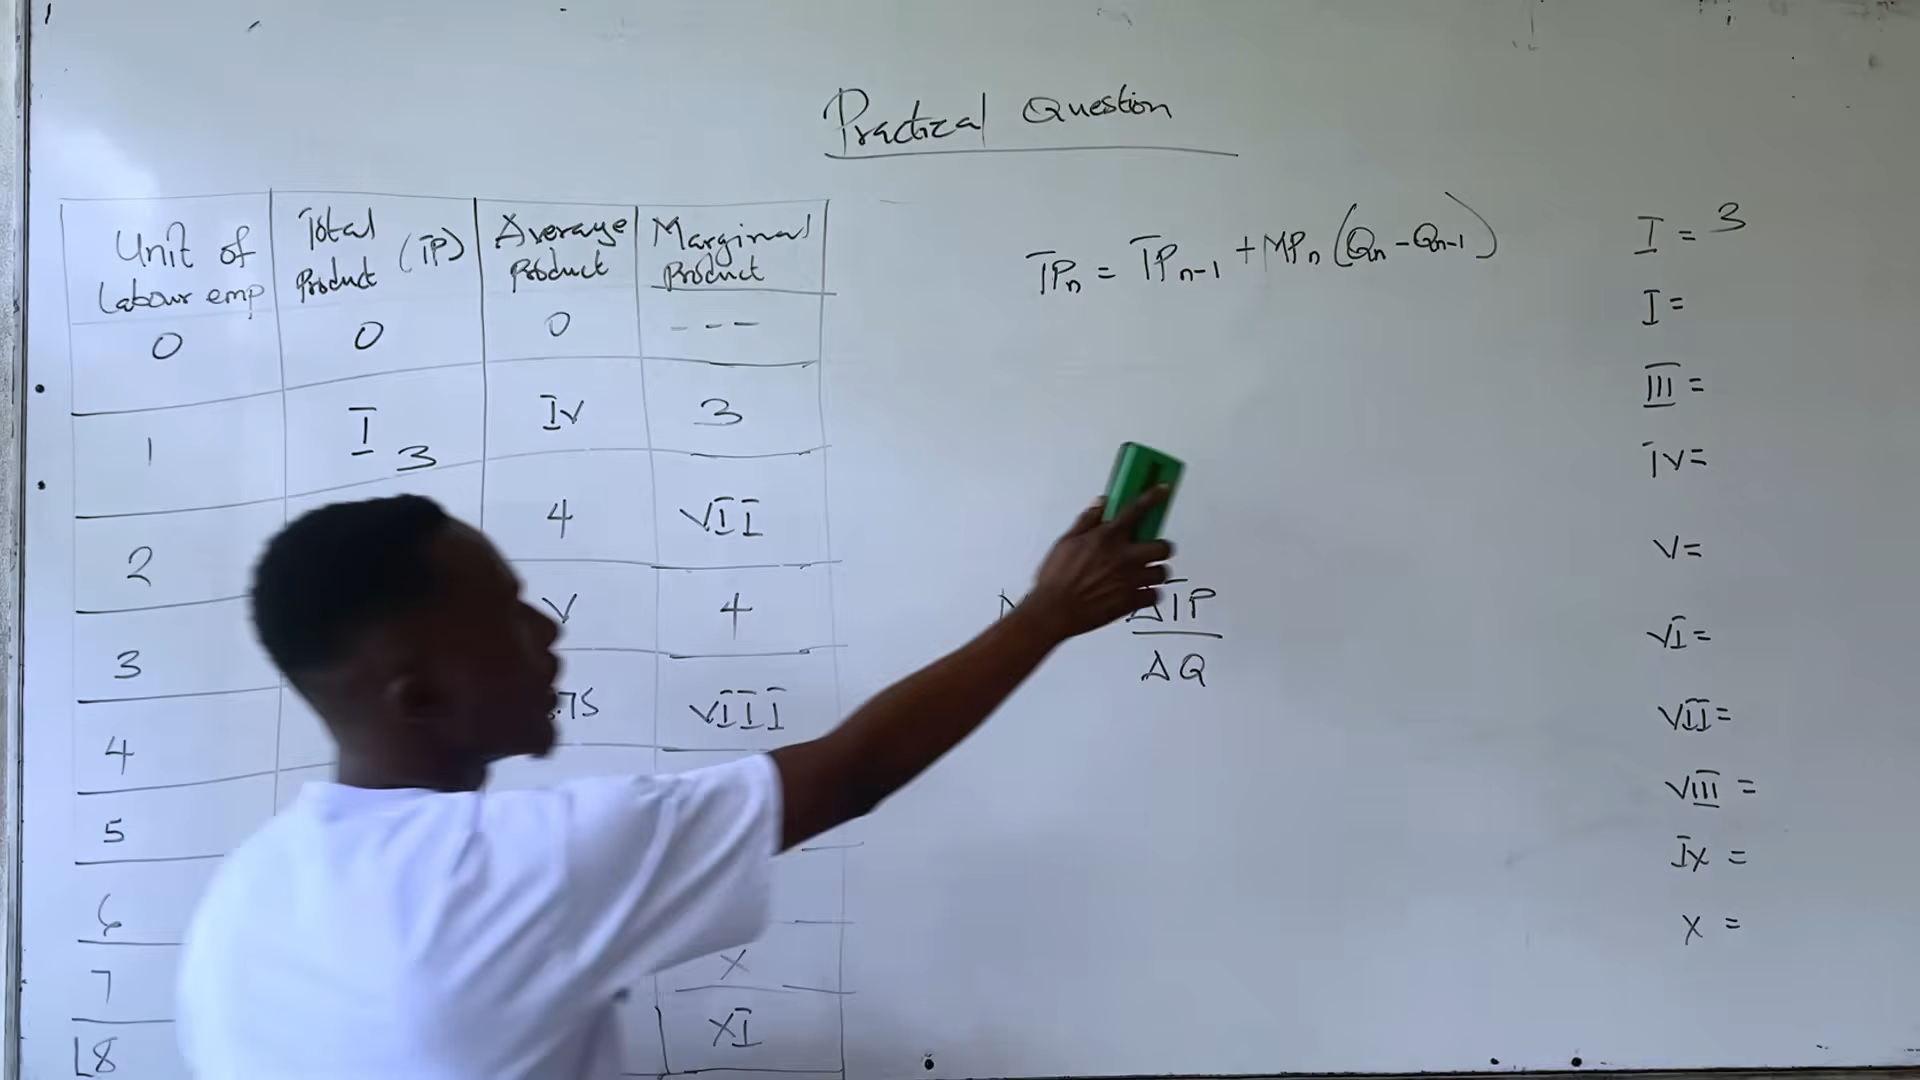 Practical Question
Unit of Labour emp | Total Product (TP) | Average Product | Marginal Product
0 | 0 | 0 | ---
1 | I 3 | IV | 3
2 | 4 | VII
3 | V | 4
4 | .75 | VIII
5
6
7 | X
8 | XI
TPn = TPn-1 + MPn (Qn - Qn-1)
ΔTP
ΔQ
I = 3
I =
III =
IV =
V =
VI =
VII =
VIII =
IX =
X =